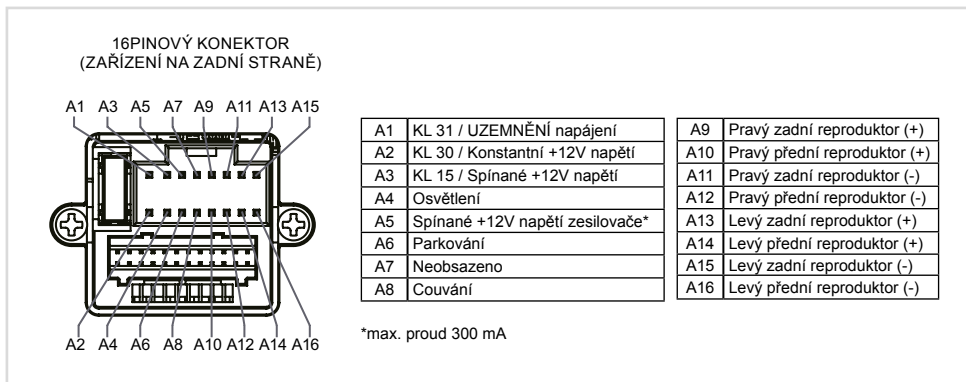 16PINOVÝ KONEKTOR
(ZAŘÍZENÍ NA ZADNÍ STRANĚ)
A1 A3 A5 A7 A9 A11 A13 A15
A2 A4 A6 A8 A10 A12 A14 A16
A1 KL 31 / UZEMNĚNÍ napájení
A2 KL 30 / Konstantní +12V napětí
A3 KL 15 / Spínané +12V napětí
A4 Osvětlení
A5 Spínané +12V napětí zesilovače*
A6 Parkování
A7 Neobsazeno
A8 Couvání
*max. proud 300 mA
A9 Pravý zadní reproduktor (+)
A10 Pravý přední reproduktor (+)
A11 Pravý zadní reproduktor (-)
A12 Pravý přední reproduktor (-)
A13 Levý zadní reproduktor (+)
A14 Levý přední reproduktor (+)
A15 Levý zadní reproduktor (-)
A16 Levý přední reproduktor (-)